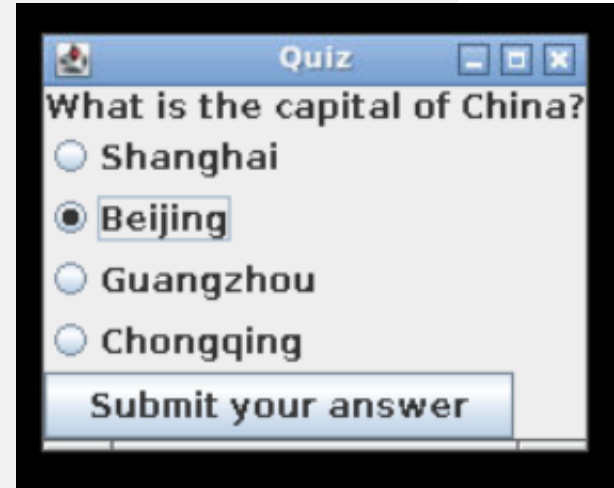 Quiz
What is the capital of China?
Shanghai
Beijing
Guangzhou
Chongqing
Submit your answer